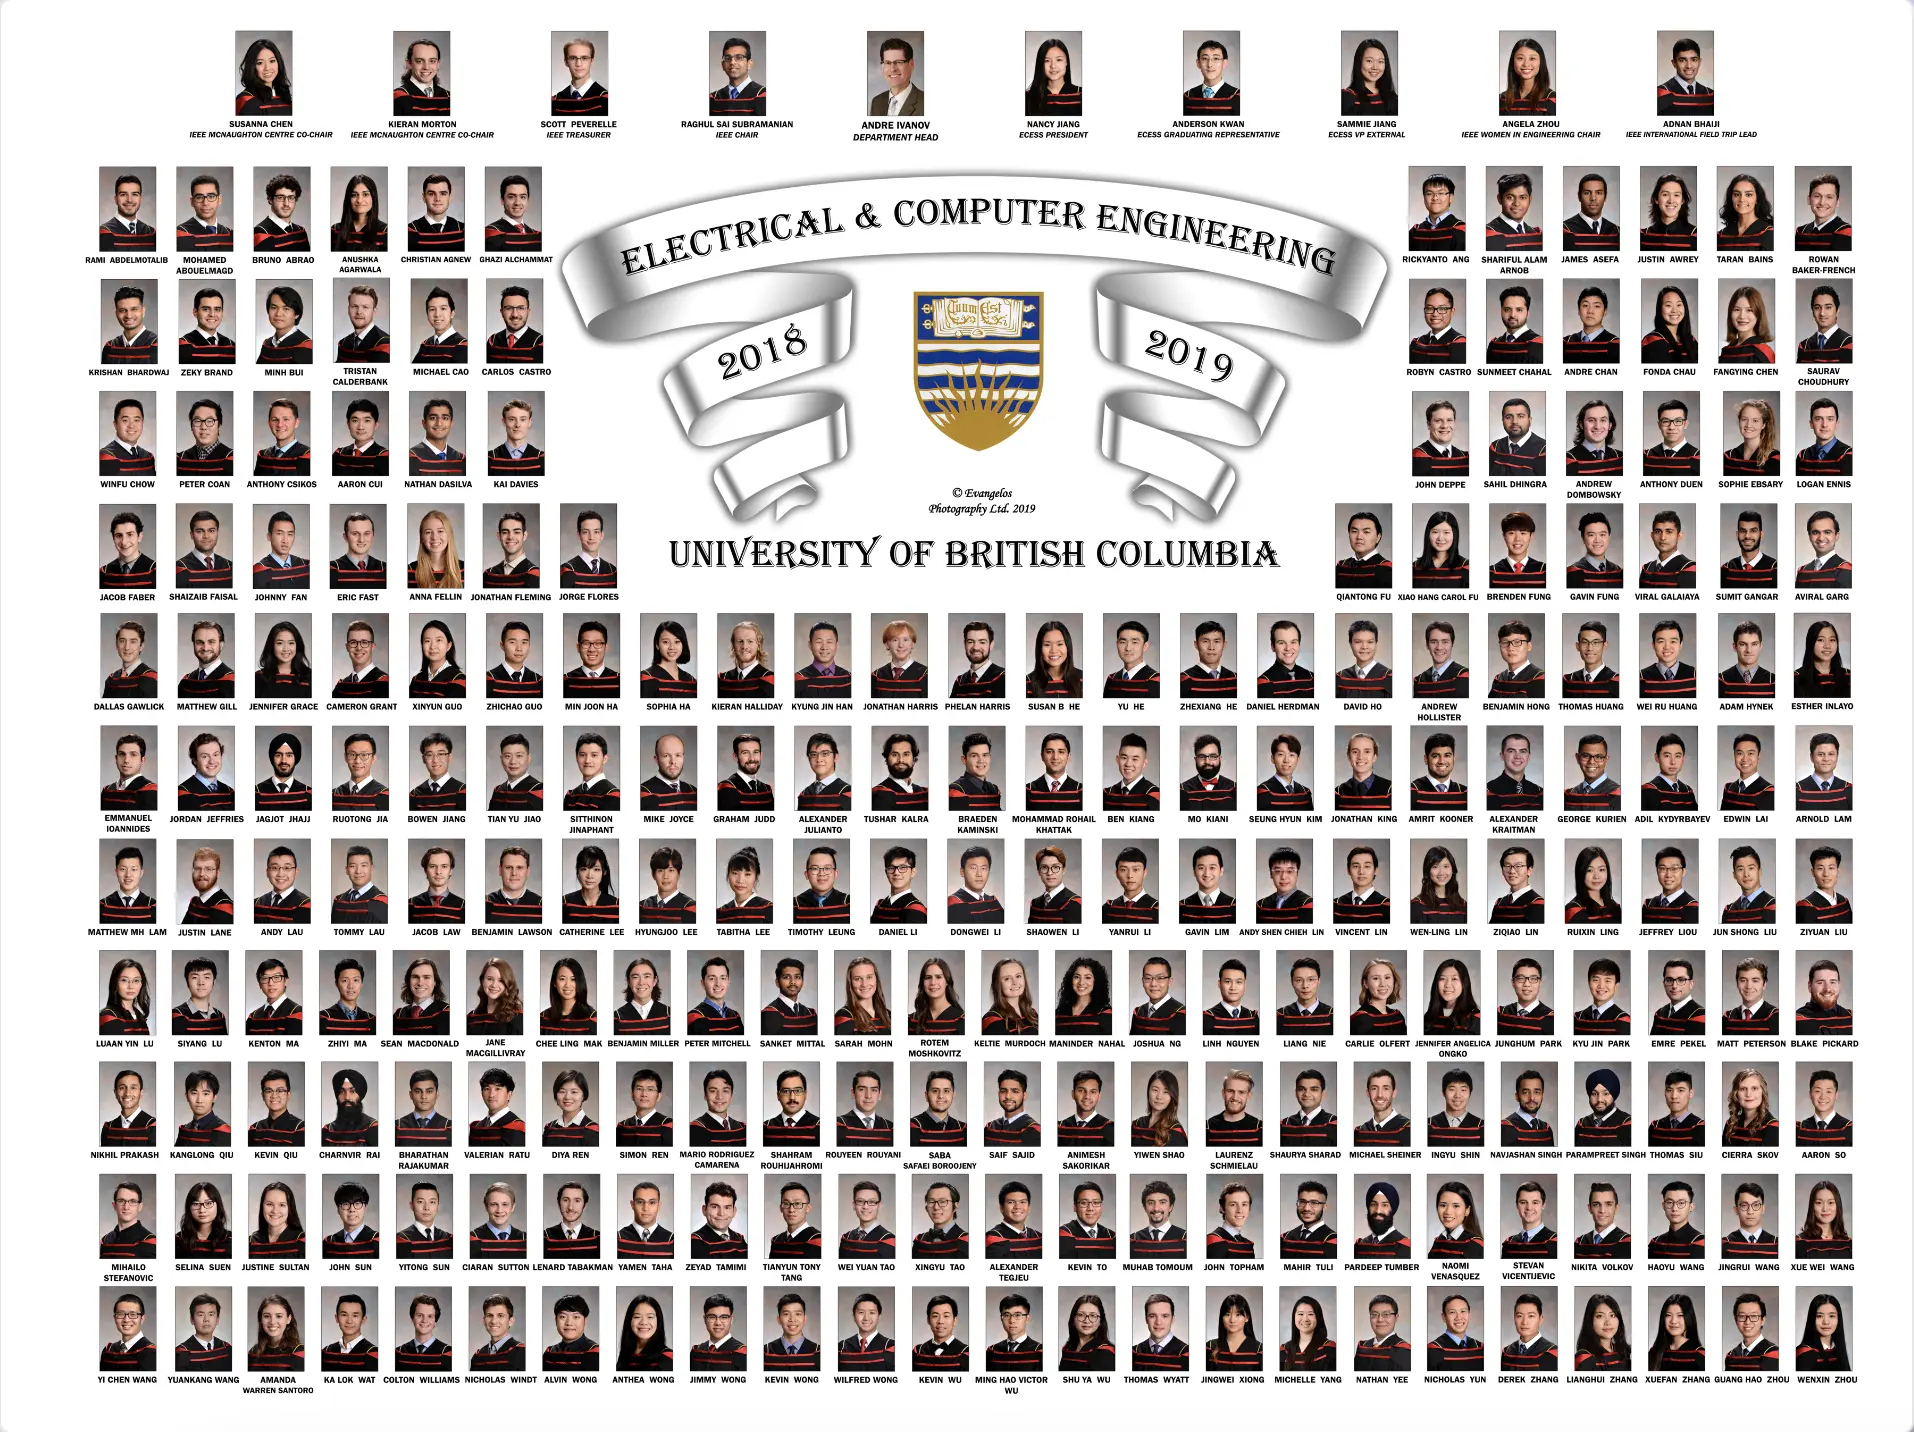 SUSANNA CHEN
IEEE MCNAUGHTON CENTRE CO-CHAIR
KIERAN MORTON
IEEE MCNAUGHTON CENTRE CO-CHAIR
SCOTT PEVERELLE
IEEE TREASURER
RAGHUL SAI SUBRAMANIAN
IEEE CHAIR
ANDRE IVANOV
DEPARTMENT HEAD
NANCY JIANG
ECESS PRESIDENT
ANDERSON KWAN
ECESS GRADUATING REPRESENTATIVE
SAMMIE JIANG
ECESS VP EXTERNAL
ANGELA ZHOU
IEEE WOMEN IN ENGINEERING CHAIR
ADNAN BHAIJI
IEEE INTERNATIONAL FIELD TRIP LEAD
ELECTRICAL & COMPUTER ENGINEERING
2018
2019
Tuum Est
© Evangelos
Photography Ltd. 2019
UNIVERSITY OF BRITISH COLUMBIA
RAMI ABDELMOTALIB
MOHAMED
ABOUELMAGD
BRUNO ABRAO
ANUSHKA
AGARWALA
CHRISTIAN AGNEW
GHAZI ALCHAMMAT
RICKYANTO ANG
SHARIFUL ALAM
ARNOB
JAMES ASEFA
JUSTIN AWREY
TARAN BAINS
ROWAN
BAKER-FRENCH
KRISHAN BHARDWAJ
ZEKY BRAND
MINH BUI
TRISTAN
CALDERBANK
MICHAEL CAO
CARLOS CASTRO
ROBYN CASTRO
SUNMEET CHAHAL
ANDRE CHAN
FONDA CHAU
FANGYING CHEN
SAURAV
CHOUDHURY
WINFU CHOW
PETER COAN
ANTHONY CSIKOS
AARON CUI
NATHAN DASILVA
KAI DAVIES
JOHN DEPPE
SAHIL DHINGRA
ANDREW
DOMBOWSKY
ANTHONY DUEN
SOPHIE EBSARY
LOGAN ENNIS
JACOB FABER
SHAIZAIB FAISAL
JOHNNY FAN
ERIC FAST
ANNA FELLIN
JONATHAN FLEMING
JORGE FLORES
QIANTONG FU
XIAO HANG CAROL FU
BRENDEN FUNG
GAVIN FUNG
VIRAL GALAIAYA
SUMIT GANGAR
AVIRAL GARG
DALLAS GAWLICK
MATTHEW GILL
JENNIFER GRACE
CAMERON GRANT
XINYUN GUO
ZHICHAO GUO
MIN JOON HA
SOPHIA HA
KIERAN HALLIDAY
KYUNG JIN HAN
JONATHAN HARRIS
PHELAN HARRIS
SUSAN B HE
YU HE
ZHEXIANG HE
DANIEL HERDMAN
DAVID HO
ANDREW
HOLLISTER
BENJAMIN HONG
THOMAS HUANG
WEI RU HUANG
ADAM HYNEK
ESTHER INLAYO
EMMANUEL
IOANNIDES
JORDAN JEFFRIES
JAGJOT JHAJJ
RUOTONG JIA
BOWEN JIANG
TIAN YU JIAO
SITTHINON
JINAPHANT
MIKE JOYCE
GRAHAM JUDD
ALEXANDER
JULIANTO
TUSHAR KALRA
BRAEDEN
KAMINSKI
MOHAMMAD ROHAIL
KHATTAK
BEN KIANG
MO KIANI
SEUNG HYUN KIM
JONATHAN KING
AMRIT KOONER
ALEXANDER
KRAITMAN
GEORGE KURIEN
ADIL KYDYRBAYEV
EDWIN LAI
ARNOLD LAM
MATTHEW MH LAM
JUSTIN LANE
ANDY LAU
TOMMY LAU
JACOB LAW
BENJAMIN LAWSON
CATHERINE LEE
HYUNGJOO LEE
TABITHA LEE
TIMOTHY LEUNG
DANIEL LI
DONGWEI LI
SHAOWEN LI
YANRUI LI
GAVIN LIM
ANDY SHEN CHIEH LIN
VINCENT LIN
WEN-LING LIN
ZIQIAO LIN
RUIXIN LING
JEFFREY LIOU
JUN SHONG LIU
ZIYUAN LIU
LUAAN YIN LU
SIYANG LU
KENTON MA
ZHIYI MA
SEAN MACDONALD
JANE
MACGILLIVRAY
CHEE LING MAK
BENJAMIN MILLER
PETER MITCHELL
SANKET MITTAL
SARAH MOHN
ROTEM
MOSHKOVITZ
KELTIE MURDOCH
MANINDER NAHAL
JOSHUA NG
LINH NGUYEN
LIANG NIE
CARLIE OLFERT
JENNIFER ANGELICA
ONGKO
JUNGHUM PARK
KYU JIN PARK
EMRE PEKEL
MATT PETERSON
BLAKE PICKARD
NIKHIL PRAKASH
KANGLONG QIU
KEVIN QIU
CHARNVIR RAI
BHARATHAN
RAJAKUMAR
VALERIAN RATU
DIYA REN
SIMON REN
MARIO RODRIGUEZ
CAMARENA
SHAHRAM
ROUHIJAHROMI
ROUYEEN ROUYANI
SABA
SAFAEI BOROOJENY
SAIF SAJID
ANIMESH
SAKORIKAR
YIWEN SHAO
LAURENZ
SCHMIELAU
SHAURYA SHARAD
MICHAEL SHEINER
INGYU SHIN
NAVJASHAN SINGH
PARAMPREET SINGH
THOMAS SIU
CIERRA SKOV
AARON SO
MIHAILO
STEFANOVIC
SELINA SUEN
JUSTINE SULTAN
JOHN SUN
YITONG SUN
CIARAN SUTTON
LENARD TABAKMAN
YAMEN TAHA
ZEYAD TAMIMI
TIANYUN TONY
TANG
WEI YUAN TAO
XINGYU TAO
ALEXANDER
TEGJEU
KEVIN TO
MUHAB TOMOUM
JOHN TOPHAM
MAHIR TULI
PARDEEP TUMBER
NAOMI
VENASQUEZ
STEVAN
VICENTIJEVIC
NIKITA VOLKOV
HAOYU WANG
JINGRUI WANG
XUE WEI WANG
YI CHEN WANG
YUANKANG WANG
AMANDA
WARREN SANTORO
KA LOK WAT
COLTON WILLIAMS
NICHOLAS WINDT
ALVIN WONG
ANTHEA WONG
JIMMY WONG
KEVIN WONG
WILFRED WONG
KEVIN WU
MING HAO VICTOR
WU
SHU YA WU
THOMAS WYATT
JINGWEI XIONG
MICHELLE YANG
NATHAN YEE
NICHOLAS YUN
DEREK ZHANG
LIANGHUI ZHANG
XUEFAN ZHANG
GUANG HAO ZHOU
WENXIN ZHOU